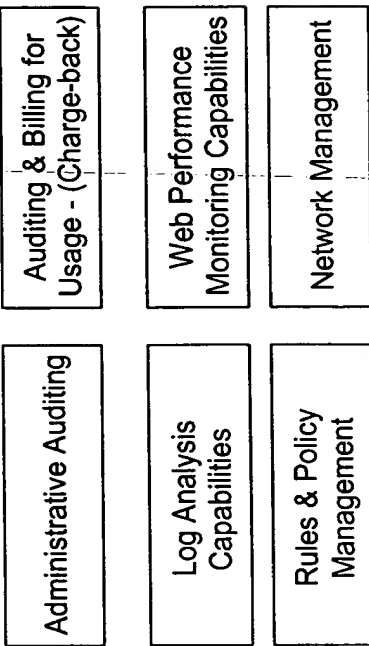 Administrative Auditing
Auditing & Billing for
Usage - (Charge-back)
Log Analysis
Capabilities
Web Performance
Monitoring Capabilities
Rules & Policy
Management
Network Management